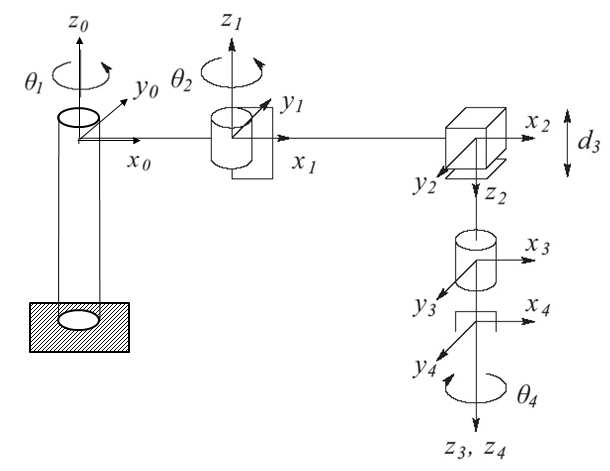 z0
z1
θ1
y0
θ2
y1
x0
x1
x2
d3
y2
z2
x3
y3
x4
y4
θ4
z3, z4